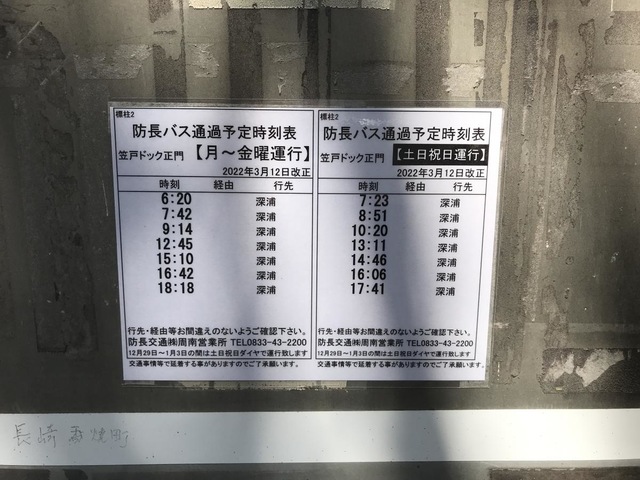 標柱2
防長バス通過予定時刻表
笠戸ドック正門 【月～金曜運行】
2022年3月12日改正
時刻 経由 行先
6:20 深浦
7:42 深浦
9:14 深浦
12:45 深浦
15:10 深浦
16:42 深浦
18:18 深浦
行先・経由等お間違えのないようご確認下さい。
防長交通㈱周南営業所 TEL0833-43-2200
12月29日～1月3日の間は土日祝日ダイヤで運行致します
交通事情等で延着する事がありますのでご了承願います。
標柱2
防長バス通過予定時刻表
笠戸ドック正門 【土日祝日運行】
2022年3月12日改正
時刻 経由 行先
7:23 深浦
8:51 深浦
10:20 深浦
13:11 深浦
14:46 深浦
16:06 深浦
17:41 深浦
行先・経由等お間違えのないようご確認下さい。
防長交通㈱周南営業所 TEL0833-43-2200
12月29日～1月3日の間は土日祝日ダイヤで運行致します
交通事情等で延着する事がありますのでご了承願います。
長崎 焼町